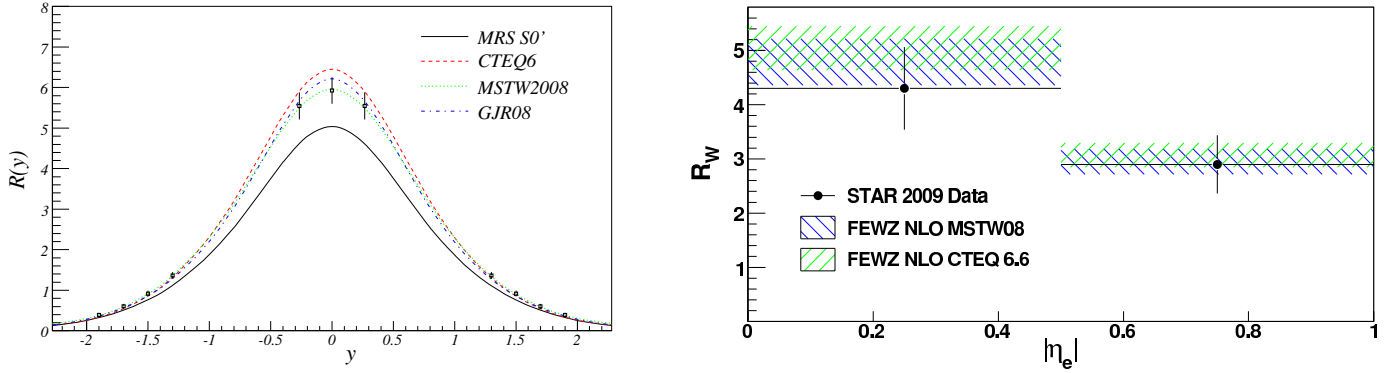 8
7
6
5
4
3
2
1
0
R(y)
MRS S0’
CTEQ6
MSTW2008
GJR08
-2 -1.5 -1 -0.5 0 0.5 1 1.5 2
y
5
4
3
2
1
R_W
STAR 2009 Data
FEWZ NLO MSTW08
FEWZ NLO CTEQ 6.6
0 0.2 0.4 0.6 0.8 1
|η_e|